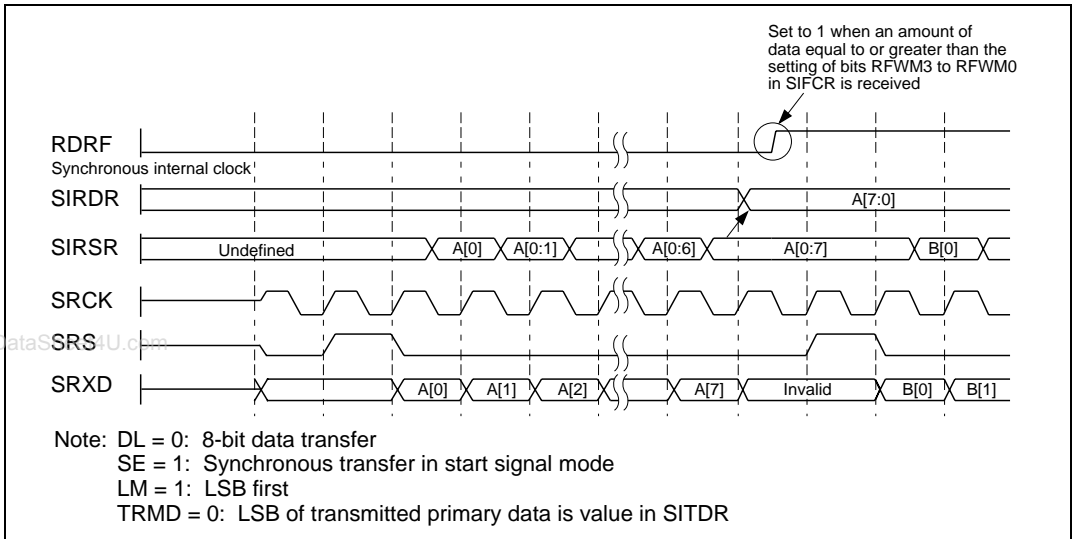 Set to 1 when an amount of
data equal to or greater than the
setting of bits RFWM3 to RFWM0
in SIFCR is received
RDRF
Synchronous internal clock
SIRDR A[7:0]
SIRSR Undefined A[0] A[0:1] A[0:6] A[0:7] B[0]
SRCK
SRS
SRXD A[0] A[1] A[2] A[7] Invalid B[0] B[1]
Note: DL = 0: 8-bit data transfer
SE = 1: Synchronous transfer in start signal mode
LM = 1: LSB first
TRMD = 0: LSB of transmitted primary data is value in SITDR